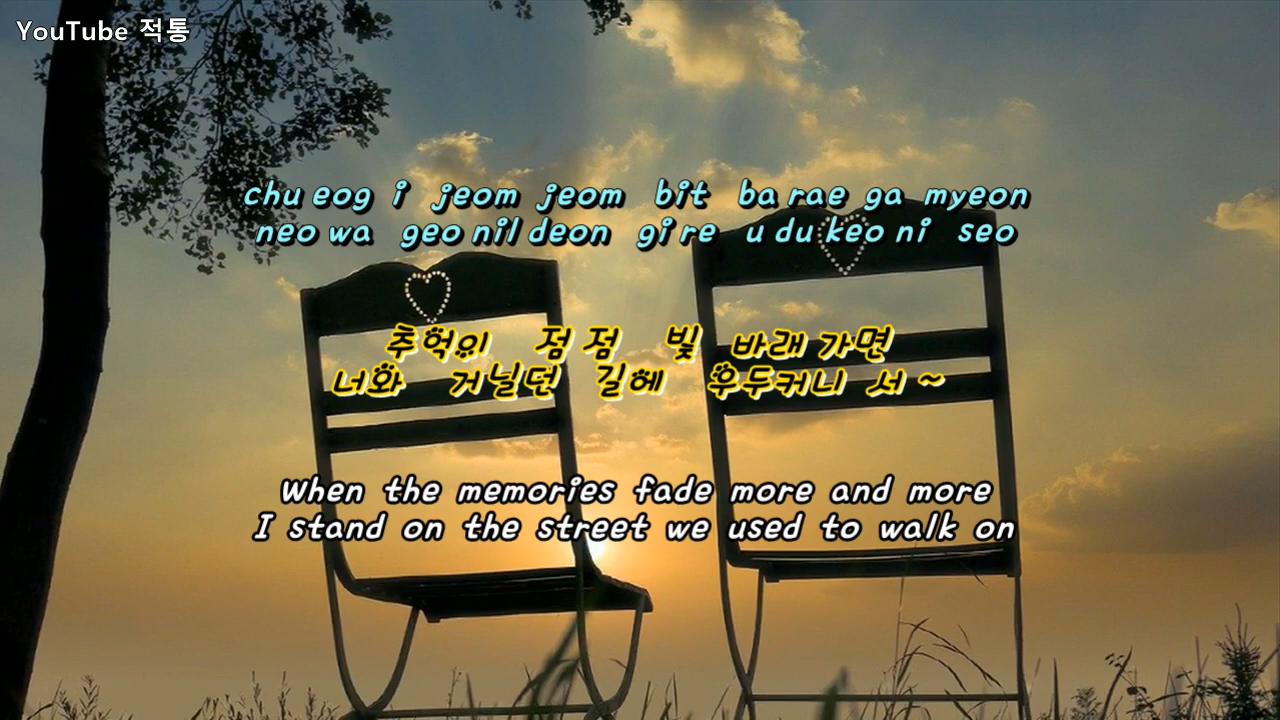 YouTube 적통
chu eog i jeom jeom bit ba rae ga myeon
neo wa geo nil deon gi re u du keo ni seo
추억이 점 점 빛 바래 가면
너와 거닐던 길헤 우두커니 서 ~
When the memories fade more and more
I stand on the street we used to walk on